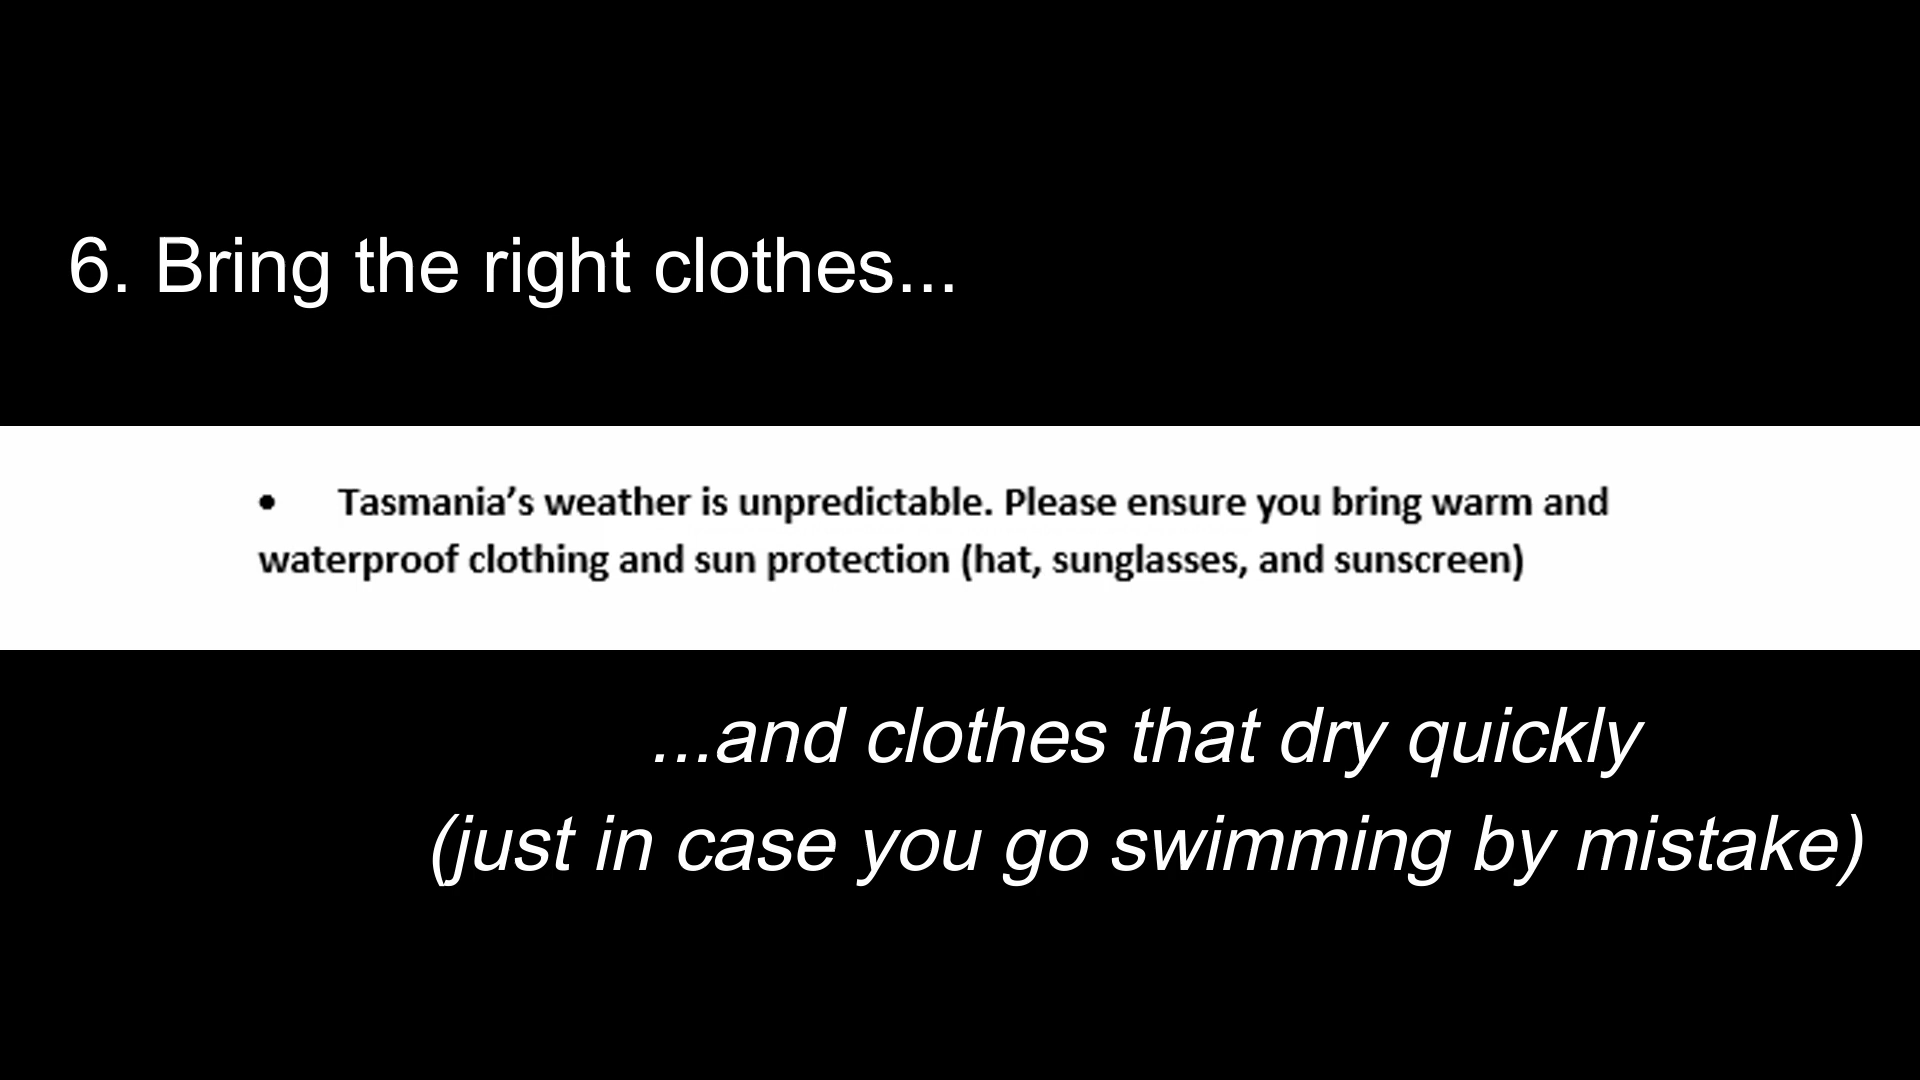 6. Bring the right clothes...
• Tasmania’s weather is unpredictable. Please ensure you bring warm and
waterproof clothing and sun protection (hat, sunglasses, and sunscreen)
...and clothes that dry quickly
(just in case you go swimming by mistake)